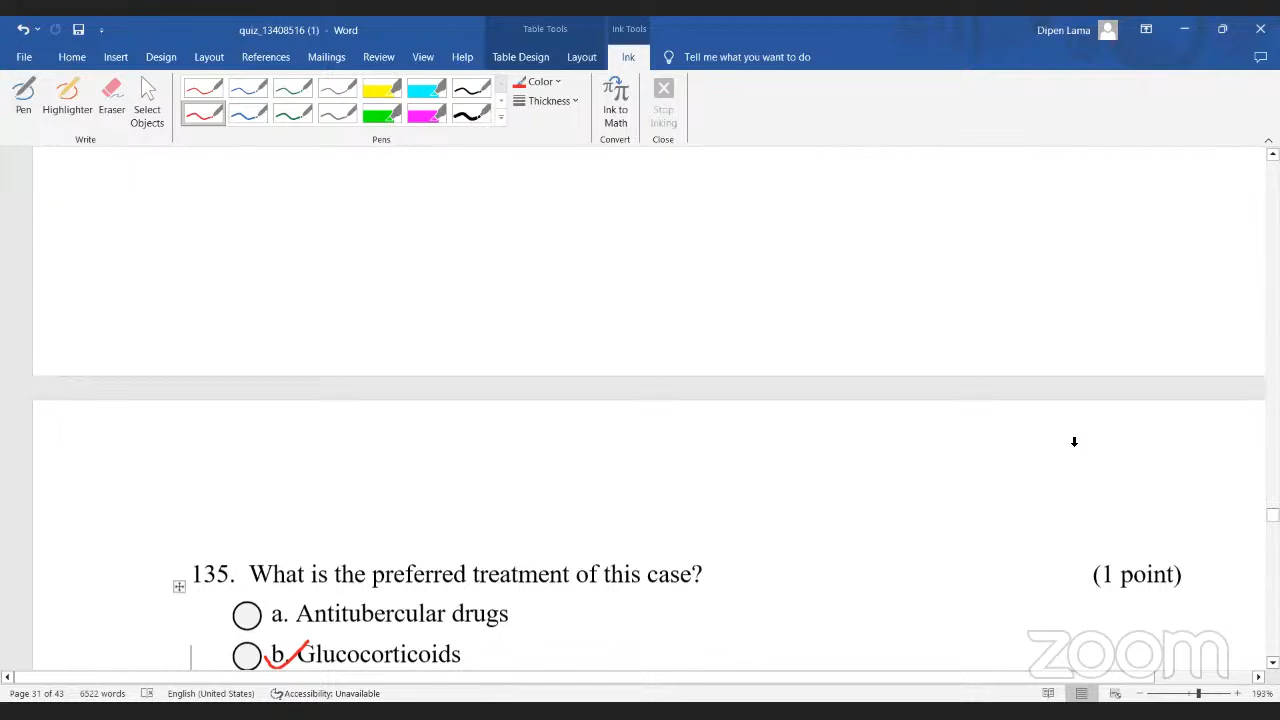 quiz_13408516 (1) - Word
Table Tools
Ink Tools
Dipen Lama
File Home Insert Design Layout References Mailings Review View Help Table Design Layout Ink Tell me what you want to do
Pen
Highlighter
Eraser
Select Objects
Color
Thickness
Ink to Math
Stop Inking
Write
Pens
Convert
Close
135. What is the preferred treatment of this case? (1 point)
a. Antitubercular drugs
b. Glucocorticoids
zoom
Page 31 of 43 6522 words English (United States) Accessibility: Unavailable 193%